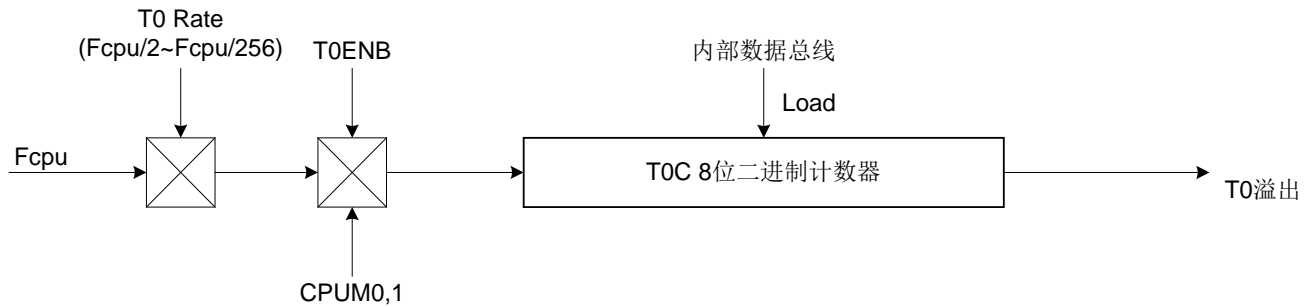 T0 Rate
(Fcpu/2~Fcpu/256)
T0ENB
内部数据总线
Load
Fcpu
T0C 8位二进制计数器
T0溢出
CPUM0,1